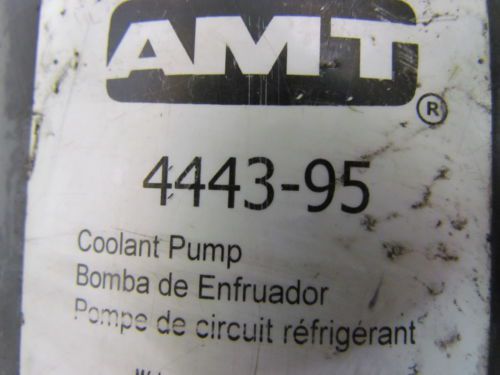 AMT
®
4443-95
Coolant Pump
Bomba de Enfruador
Pompe de circuit réfrigérant